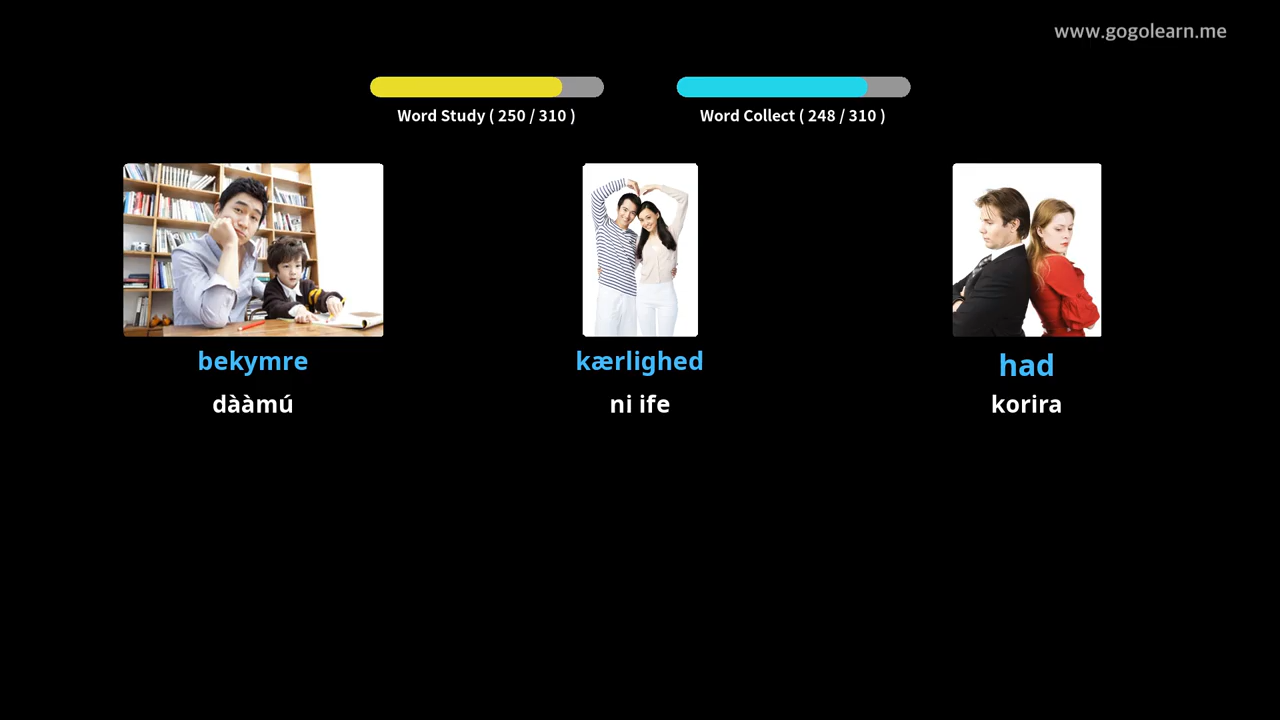 www.gogolearn.me
Word Study ( 250 / 310 )
Word Collect ( 248 / 310 )
bekymre
kærlighed
had
dààmú
ni ife
korira